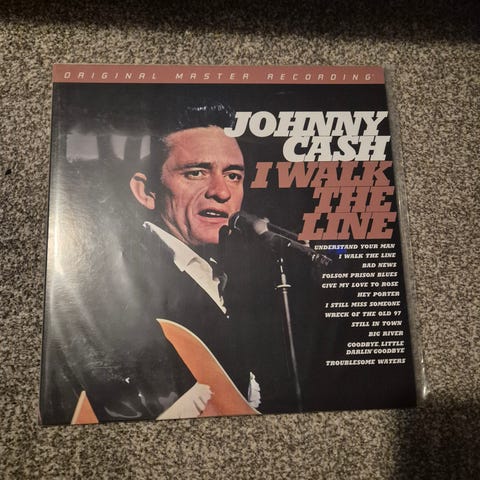 ORIGINAL MASTER RECORDING
JOHNNY
CASH
I WALK
THE
LINE
UNDERSTAND YOUR MAN
I WALK THE LINE
BAD NEWS
FOLSOM PRISON BLUES
GIVE MY LOVE TO ROSE
HEY PORTER
I STILL MISS SOMEONE
WRECK OF THE OLD 97
STILL IN TOWN
BIG RIVER
GOODBYE, LITTLE
DARLIN' GOODBYE
TROUBLESOME WATERS